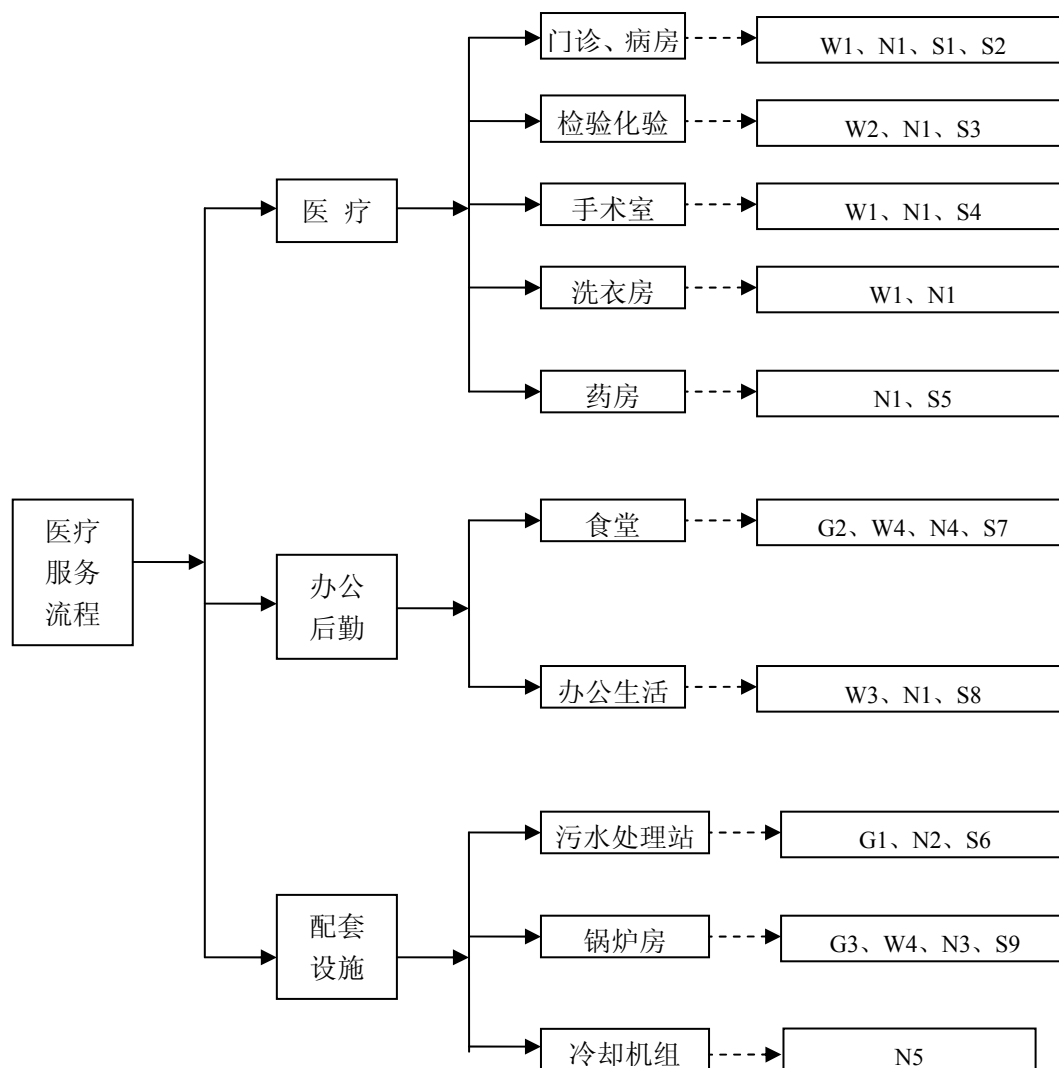 门诊、病房
W1、N1、S1、S2
检验化验
W2、N1、S3
医 疗
手术室
W1、N1、S4
洗衣房
W1、N1
药房
N1、S5
医疗
服务
流程
食堂
G2、W4、N4、S7
办公
后勤
办公生活
W3、N1、S8
污水处理站
G1、N2、S6
配套
设施
锅炉房
G3、W4、N3、S9
冷却机组
N5